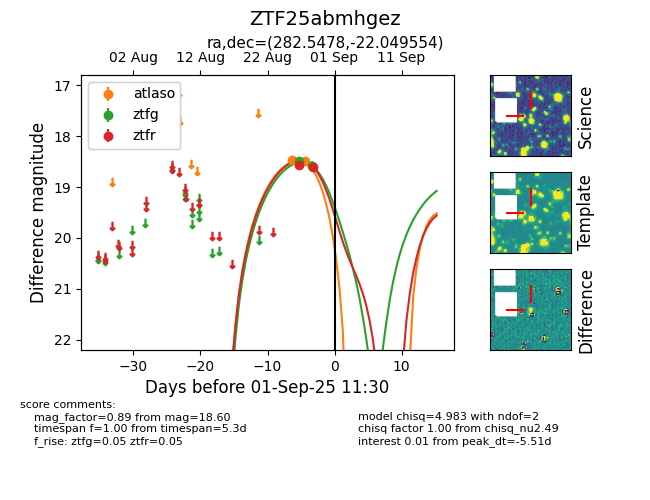 ZTF25abmhgez
ra,dec=(282.5478,-22.049554)
02 Aug 12 Aug 22 Aug 01 Sep 11 Sep
17
18
19
20
21
22
Difference magnitude
atlaso
ztfg
ztfr
−30 −20 −10 0 10
Days before 01-Sep-25 11:30
Science
Template
Difference
score comments:
mag_factor=0.89 from mag=18.60
timespan f=1.00 from timespan=5.3d
f_rise: ztfg=0.05 ztfr=0.05
model chisq=4.983 with ndof=2
chisq factor 1.00 from chisq_nu2.49
interest 0.01 from peak_dt=-5.51d